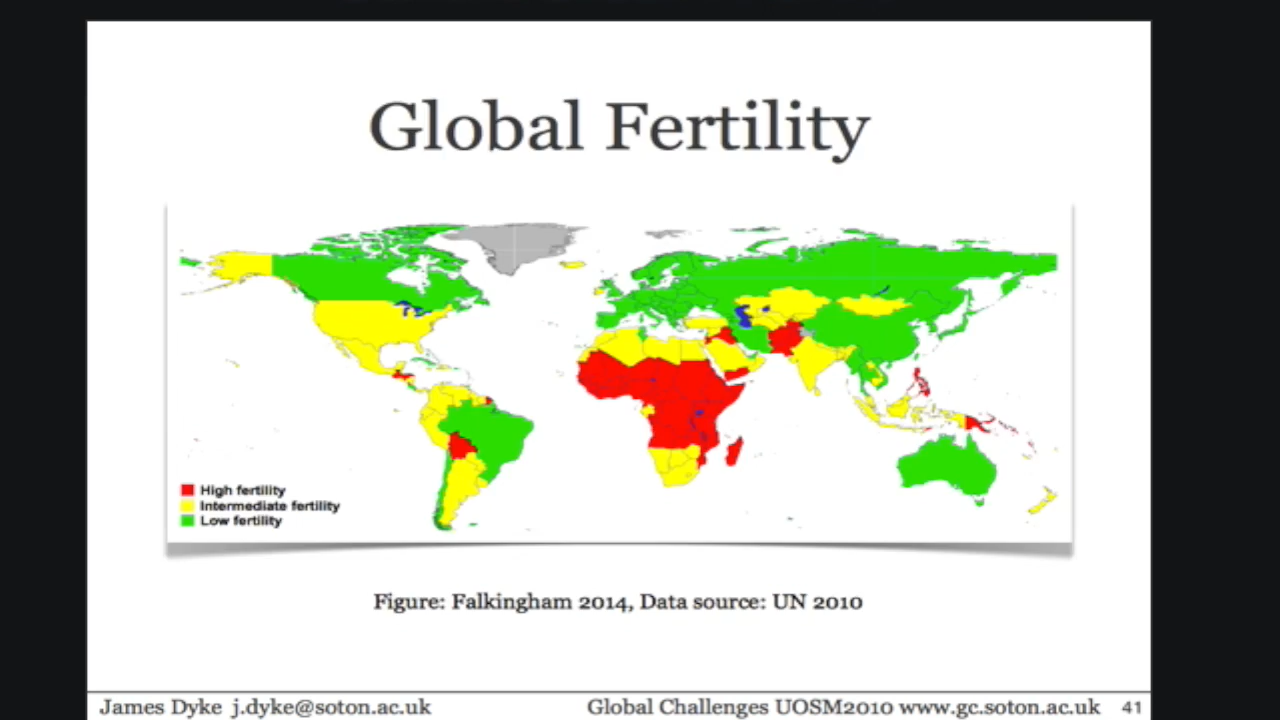 Global Fertility
High fertility
Intermediate fertility
Low fertility
Figure: Falkingham 2014, Data source: UN 2010
James Dyke j.dyke@soton.ac.uk
Global Challenges UOSM2010 www.gc.soton.ac.uk 41